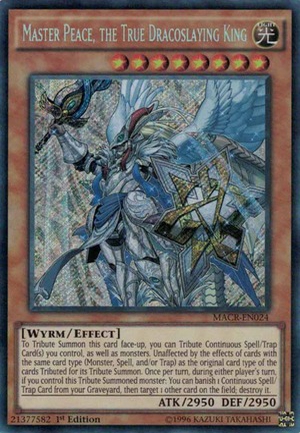 MASTER PEACE, THE TRUE DRACOSLAYING KING
LIGHT
光
MACR-EN024
[WYRM/EFFECT]
To Tribute Summon this card face-up, you can Tribute Continuous Spell/Trap
Card(s) you control, as well as monsters. Unaffected by the effects of cards with
the same card type (Monster, Spell, and/or Trap) as the original card type of the
cards Tributed for its Tribute Summon. Once per turn, during either player's turn,
if you control this Tribute Summoned monster: You can banish 1 Continuous Spell/
Trap Card from your Graveyard, then target 1 other card on the field; destroy it.
ATK/2950 DEF/2950
21377582 1st Edition
©1996 KAZUKI TAKAHASHI